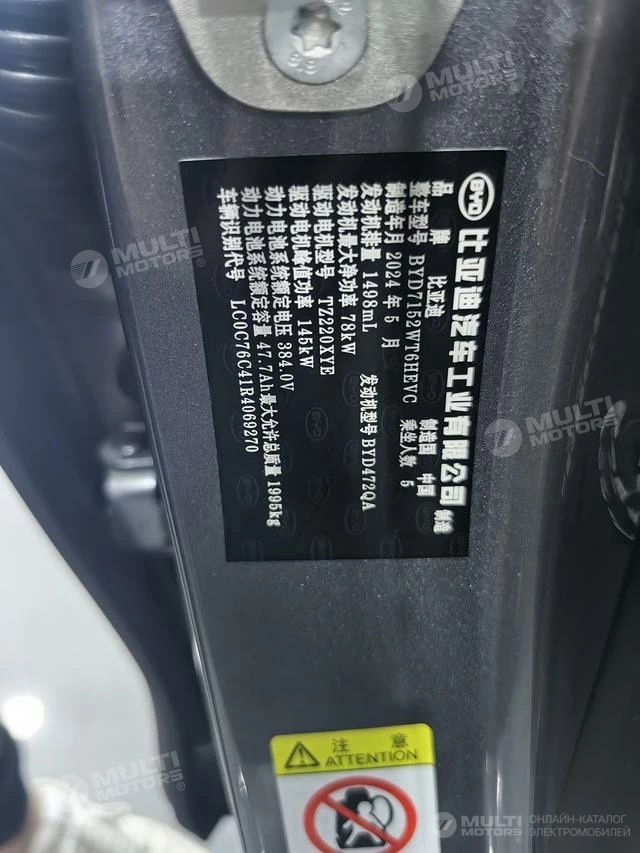 BYD 比亚迪汽车工业有限公司 制造
品 牌 比亚迪 制造国 中国
整车型号 BYD7152WT6HEVC 乘坐人数 5
制造年月 2024 年 5 月
发动机排量 1498mL 发动机型号 BYD472QA
发动机最大净功率 78kW
驱动电机型号 TZ220XYE
驱动电机峰值功率 145kW
动力电池系统额定电压 384.0V
动力电池系统额定容量 47.7Ah 最大允许总质量 1995kg
车辆识别代号 LC0C76C41R4069270
注 意
ATTENTION
MULTI MOTORS
MULTI MOTORS
MULTI MOTORS
MULTI MOTORS
MULTI MOTORS
ОНЛАЙН-КАТАЛОГ
ЭЛЕКТРОМОБИЛЕЙ